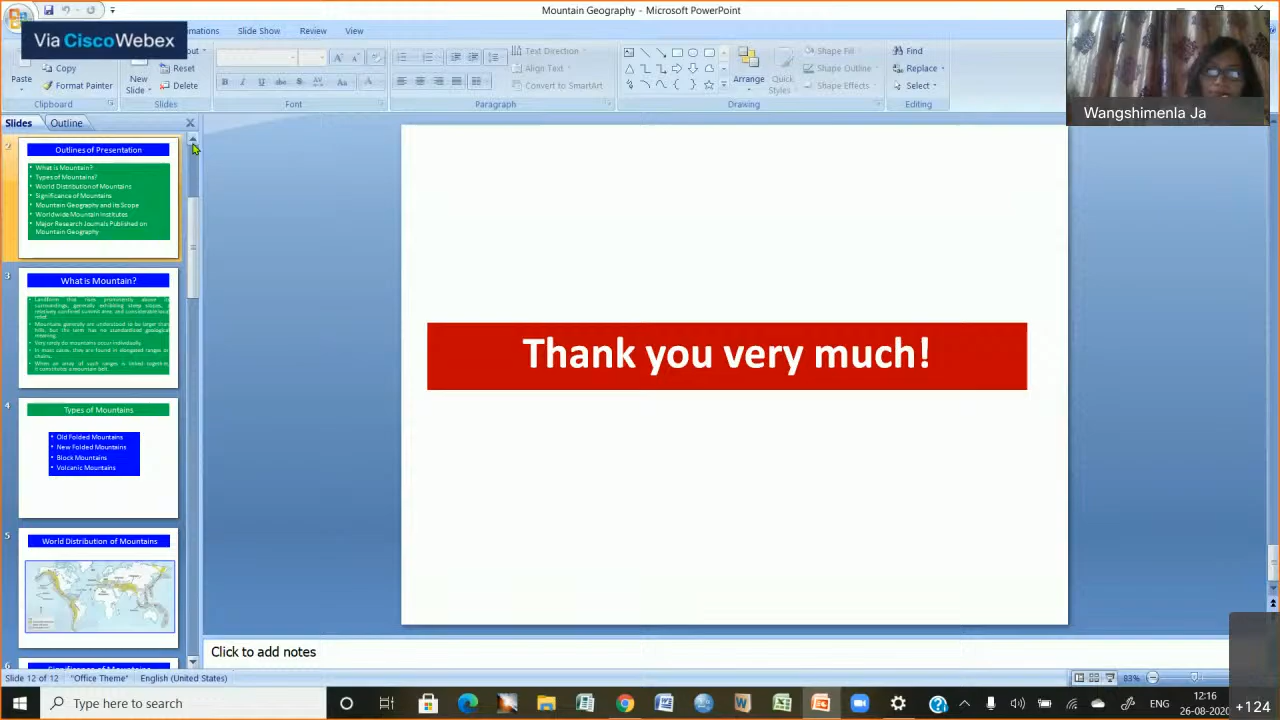 Mountain Geography - Microsoft PowerPoint
Via CiscoWebex
Slide Show
Review
View
Paste
Copy
Format Painter
Clipboard
New
Slide
Reset
Delete
Slides
Font
Text Direction
Align Text
Convert to SmartArt
Paragraph
Arrange
Quick
Styles
Shape Fill
Shape Outline
Shape Effects
Drawing
Find
Replace
Select
Editing
Wangshimenla Ja
Slides
Outline
2
Outlines of Presentation
• What is Mountain?
• Types of Mountains?
• World Distribution of Mountains
• Significance of Mountains
• Mountain Geography and its Scope
• Worldwide Mountain Institutes
• Major Research Journals Published on
Mountain Geography
3
What is Mountain?
4
Types of Mountains
• Old Folded Mountains
• New Folded Mountains
• Block Mountains
• Volcanic Mountains
5
World Distribution of Mountains
Thank you very much!
Click to add notes
Slide 12 of 12
"Office Theme"
English (United States)
83%
Type here to search
ENG
12:16
26-08-2020
+124